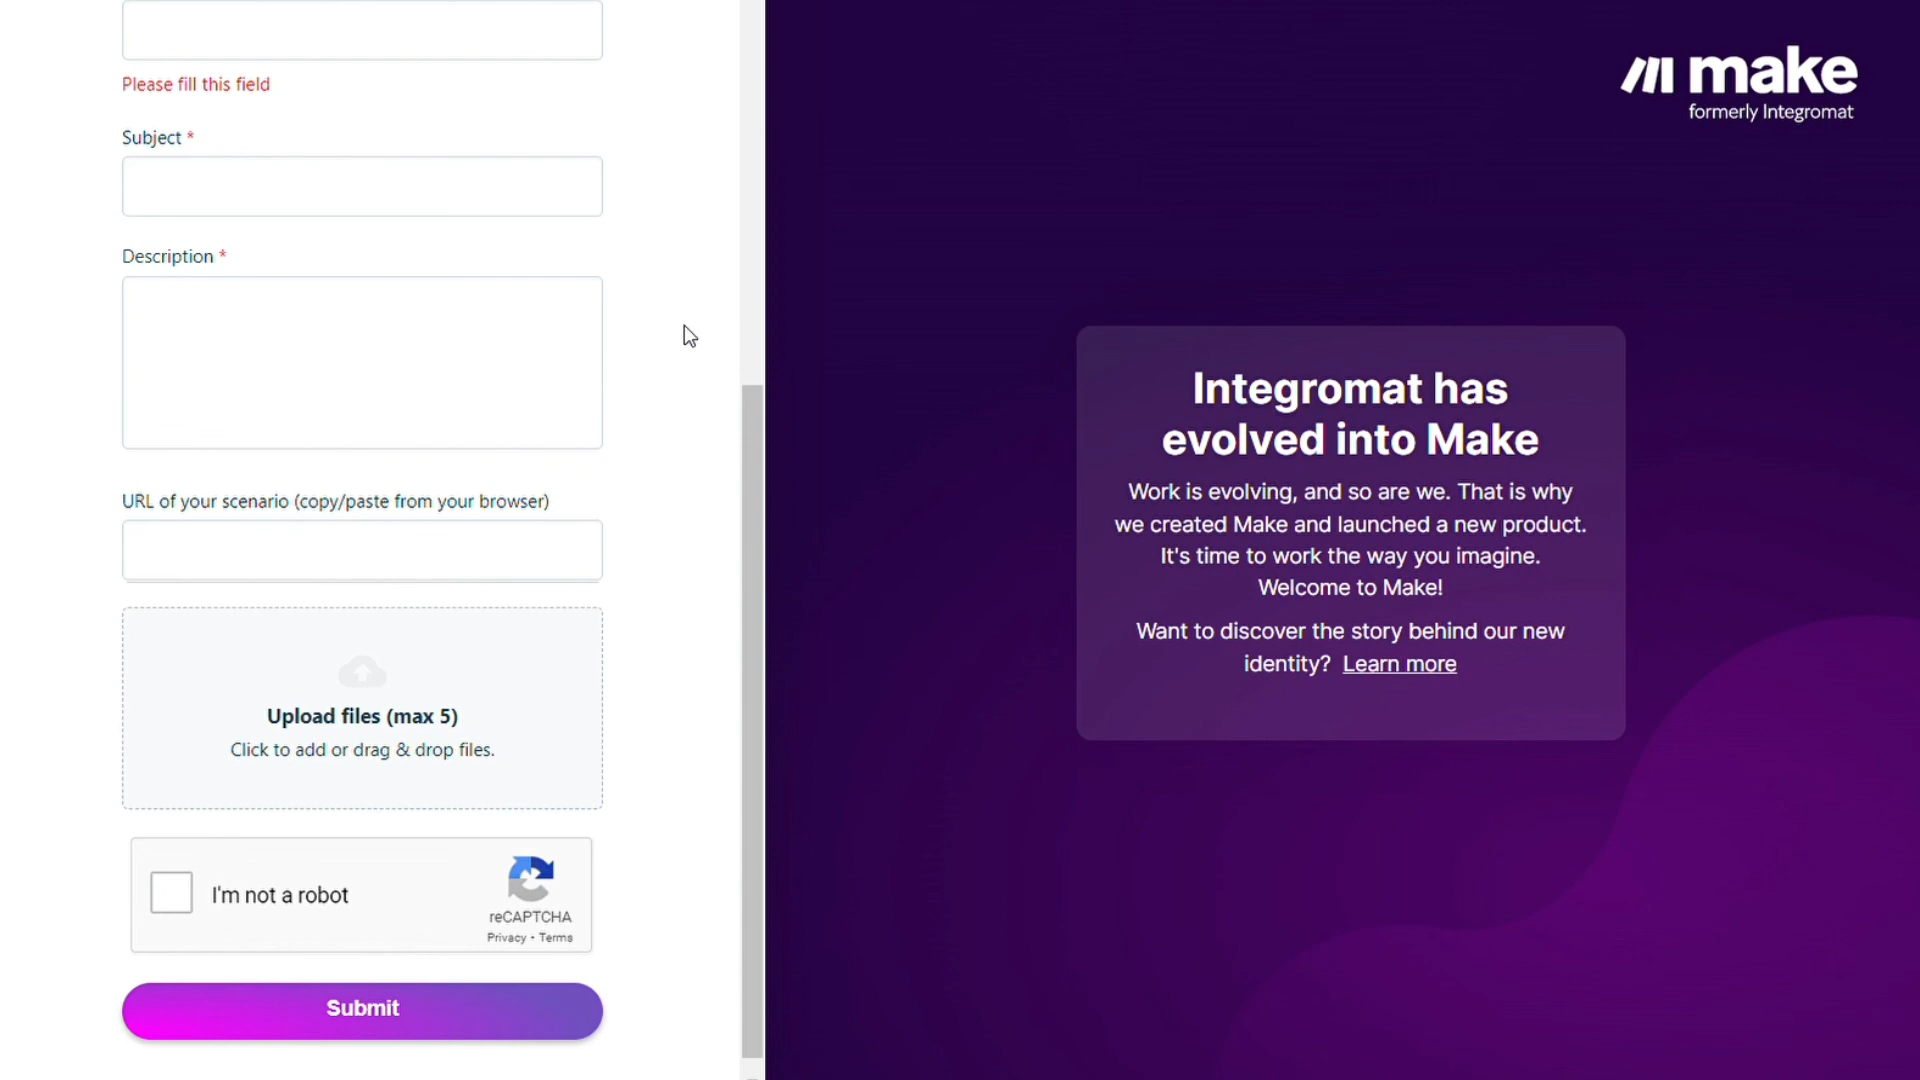 Please fill this field
Subject *
Description *
URL of your scenario (copy/paste from your browser)
Upload files (max 5)
Click to add or drag & drop files.
I'm not a robot
reCAPTCHA
Privacy - Terms
Submit
make
formerly Integromat
Integromat has
evolved into Make
Work is evolving, and so are we. That is why
we created Make and launched a new product.
It's time to work the way you imagine.
Welcome to Make!
Want to discover the story behind our new
identity? Learn more